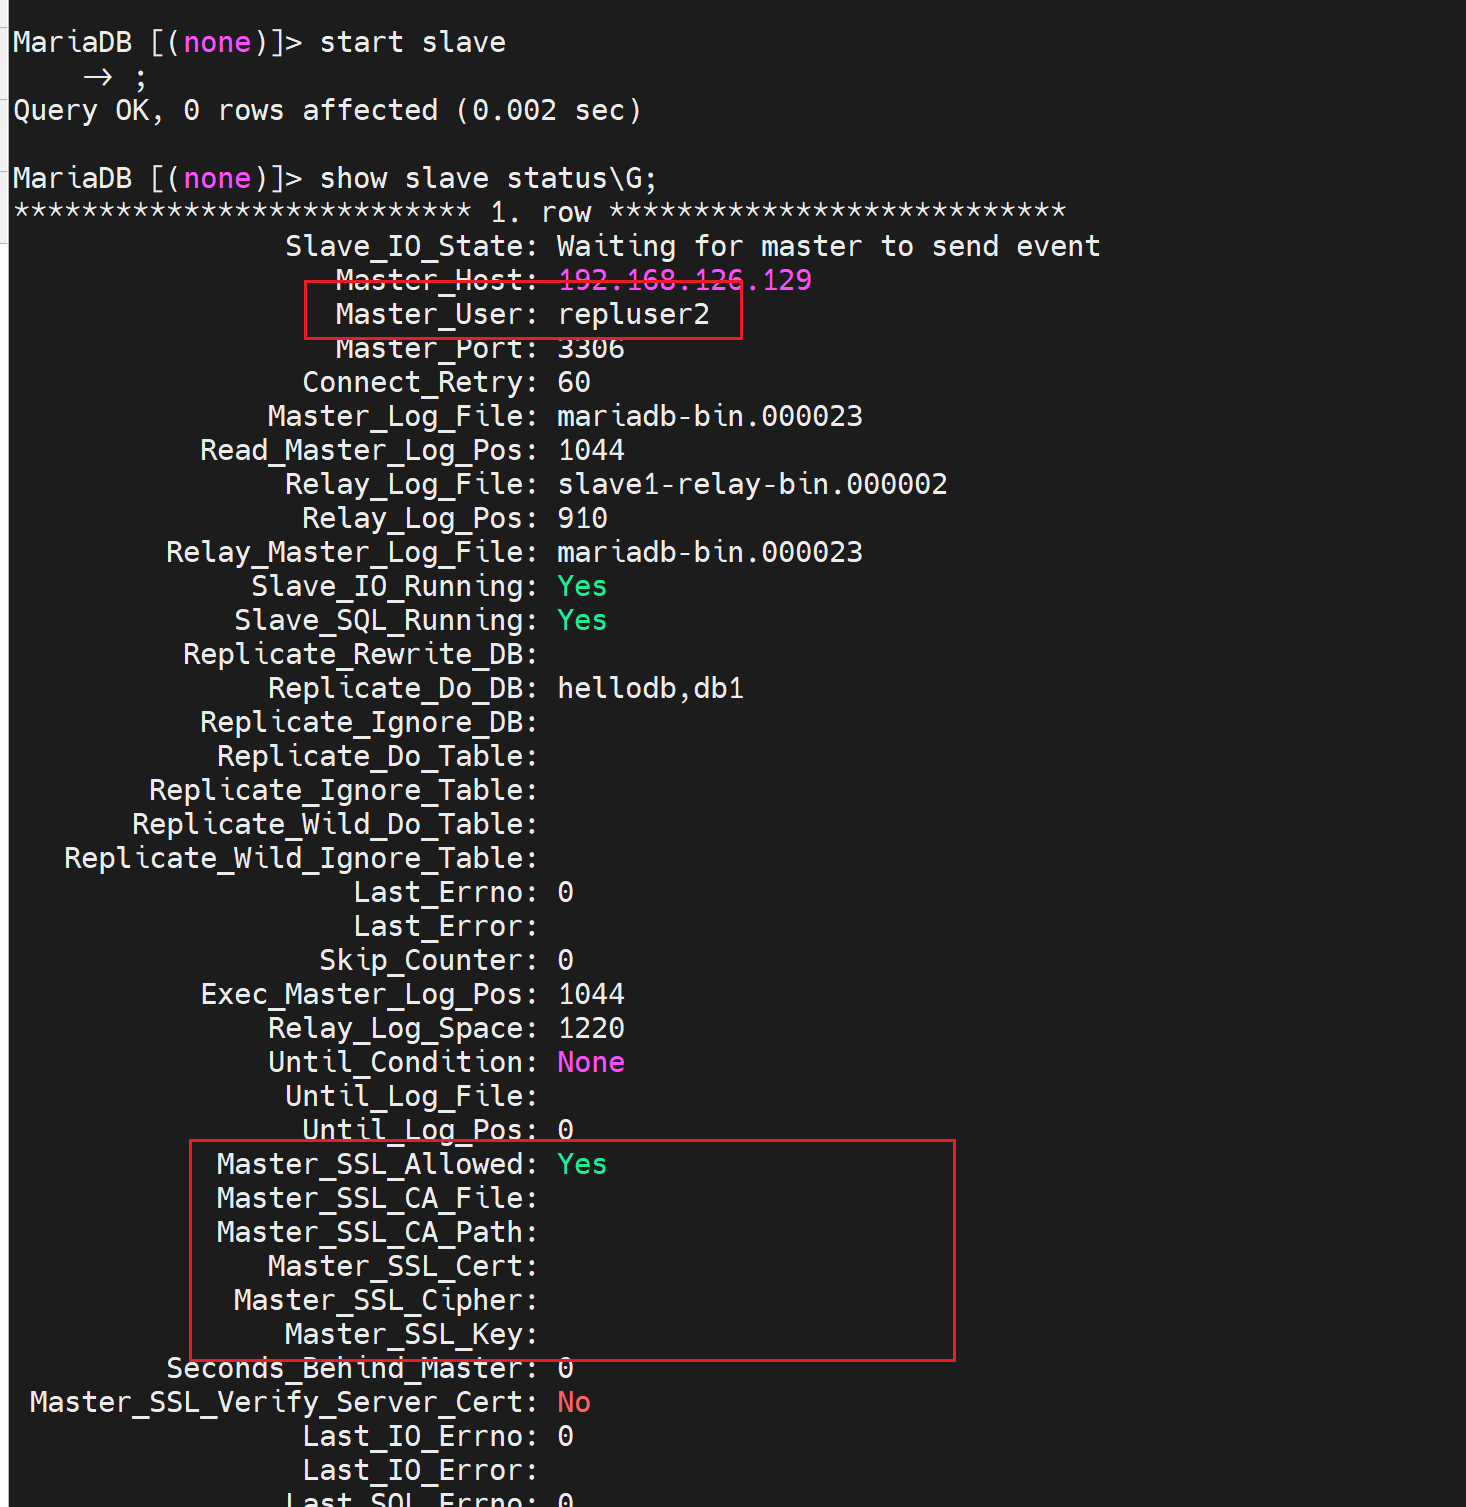 MariaDB [(none)]> start slave
    → ;
Query OK, 0 rows affected (0.002 sec)
MariaDB [(none)]> show slave status\G;
*************************** 1. row ***************************
Slave_IO_State: Waiting for master to send event
Master_Host: 192.168.126.129
Master_User: repluser2
Master_Port: 3306
Connect_Retry: 60
Master_Log_File: mariadb-bin.000023
Read_Master_Log_Pos: 1044
Relay_Log_File: slave1-relay-bin.000002
Relay_Log_Pos: 910
Relay_Master_Log_File: mariadb-bin.000023
Slave_IO_Running: Yes
Slave_SQL_Running: Yes
Replicate_Rewrite_DB:
Replicate_Do_DB: hellodb,db1
Replicate_Ignore_DB:
Replicate_Do_Table:
Replicate_Ignore_Table:
Replicate_Wild_Do_Table:
Replicate_Wild_Ignore_Table:
Last_Errno: 0
Last_Error:
Skip_Counter: 0
Exec_Master_Log_Pos: 1044
Relay_Log_Space: 1220
Until_Condition: None
Until_Log_File:
Until_Log_Pos: 0
Master_SSL_Allowed: Yes
Master_SSL_CA_File:
Master_SSL_CA_Path:
Master_SSL_Cert:
Master_SSL_Cipher:
Master_SSL_Key:
Seconds_Behind_Master: 0
Master_SSL_Verify_Server_Cert: No
Last_IO_Errno: 0
Last_IO_Error:
Last_SQL_Errno: 0